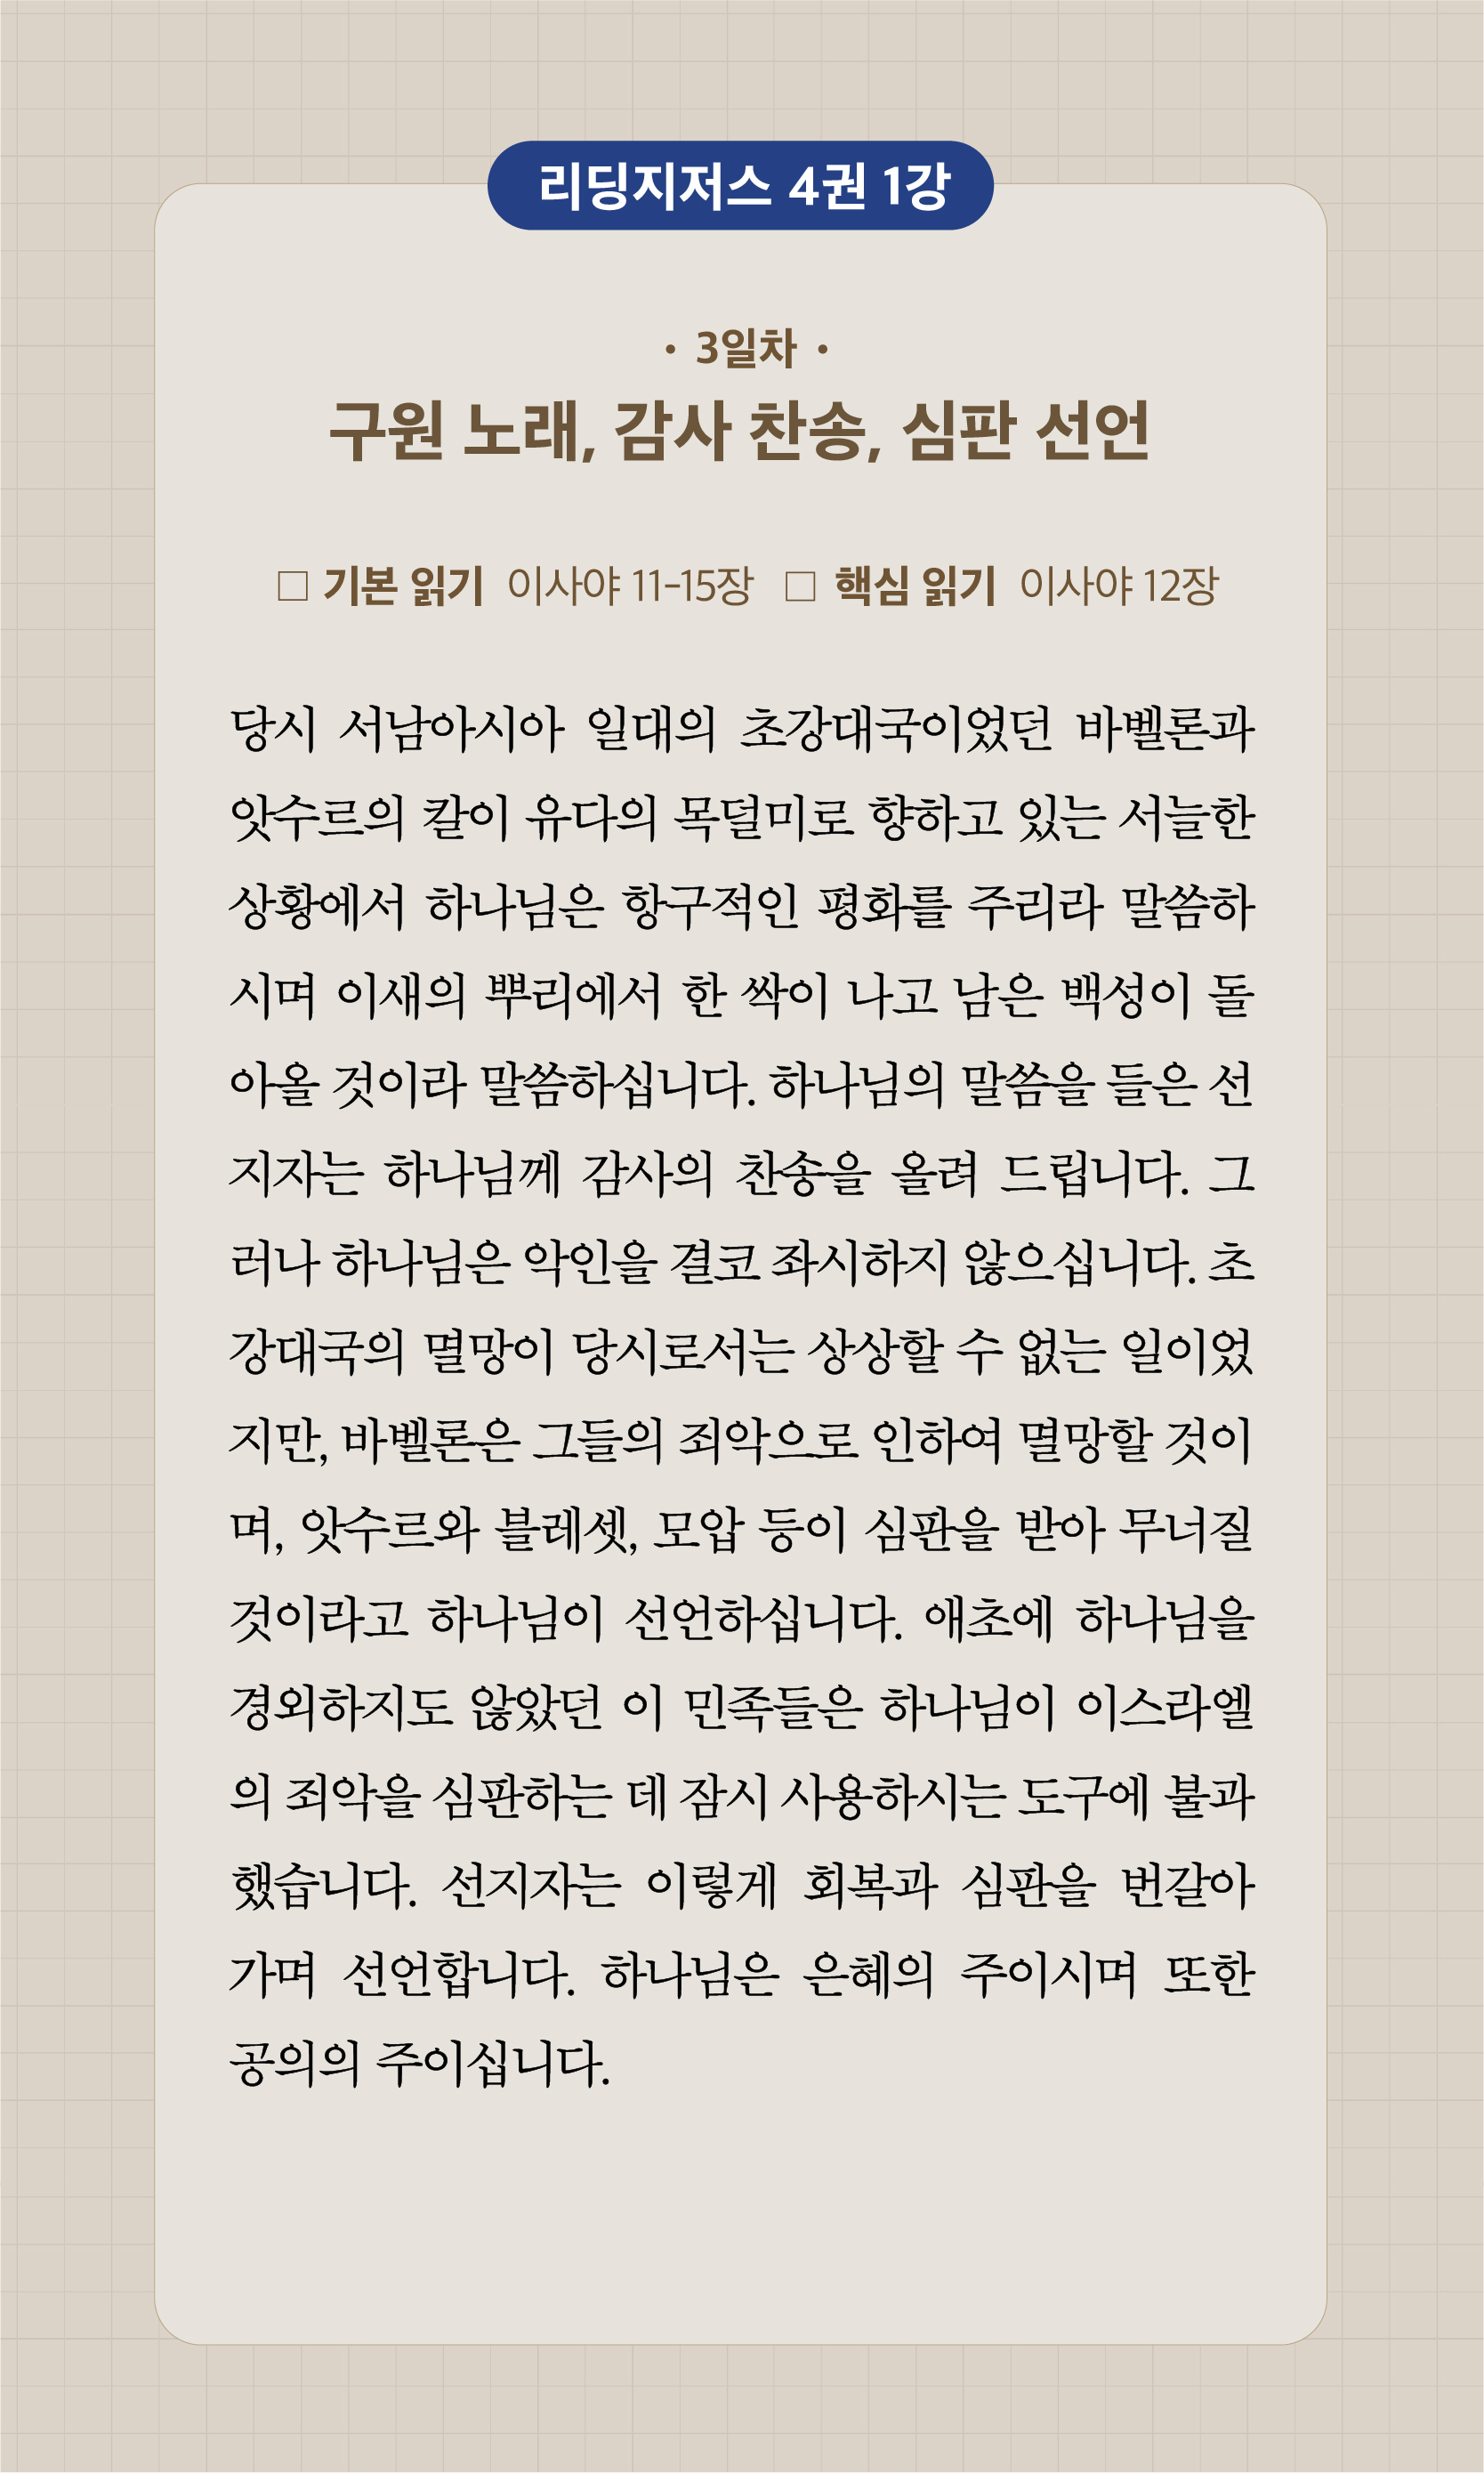 리딩지저스 4권 1강
· 3일차 ·
구원 노래, 감사 찬송, 심판 선언
□ 기본 읽기 이사야 11-15장 □ 핵심 읽기 이사야 12장
당시 서남아시아 일대의 초강대국이었던 바벨론과
앗수르의 칼이 유다의 목덜미로 향하고 있는 서늘한
상황에서 하나님은 항구적인 평화를 주리라 말씀하
시며 이새의 뿌리에서 한 싹이 나고 남은 백성이 돌
아올 것이라 말씀하십니다. 하나님의 말씀을 들은 선
지자는 하나님께 감사의 찬송을 올려 드립니다. 그
러나 하나님은 악인을 결코 좌시하지 않으십니다. 초
강대국의 멸망이 당시로서는 상상할 수 없는 일이었
지만, 바벨론은 그들의 죄악으로 인하여 멸망할 것이
며, 앗수르와 블레셋, 모압 등이 심판을 받아 무너질
것이라고 하나님이 선언하십니다. 애초에 하나님을
경외하지도 않았던 이 민족들은 하나님이 이스라엘
의 죄악을 심판하는 데 잠시 사용하시는 도구에 불과
했습니다. 선지자는 이렇게 회복과 심판을 번갈아
가며 선언합니다. 하나님은 은혜의 주이시며 또한
공의의 주이십니다.